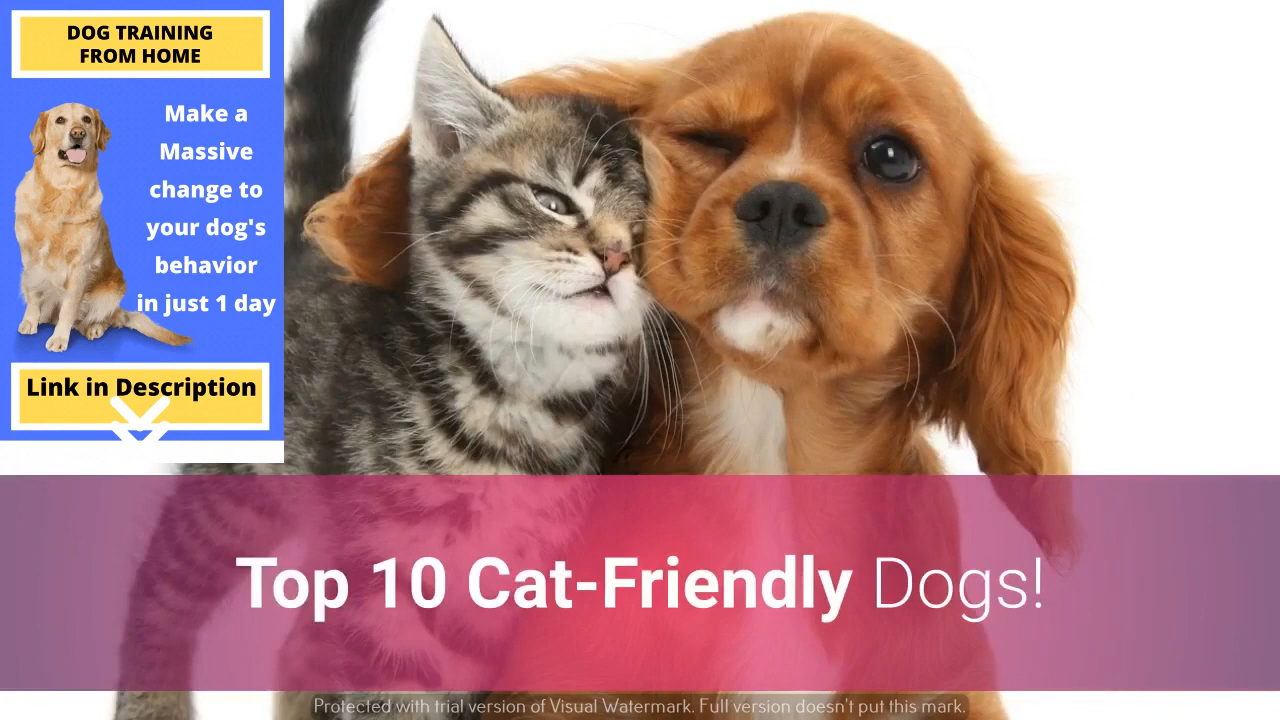 DOG TRAINING
FROM HOME
Make a
Massive
change to
your dog's
behavior
in just 1 day
Link in Description
Top 10 Cat-Friendly Dogs!
Protected with trial version of Visual Watermark. Full version doesn't put this mark.